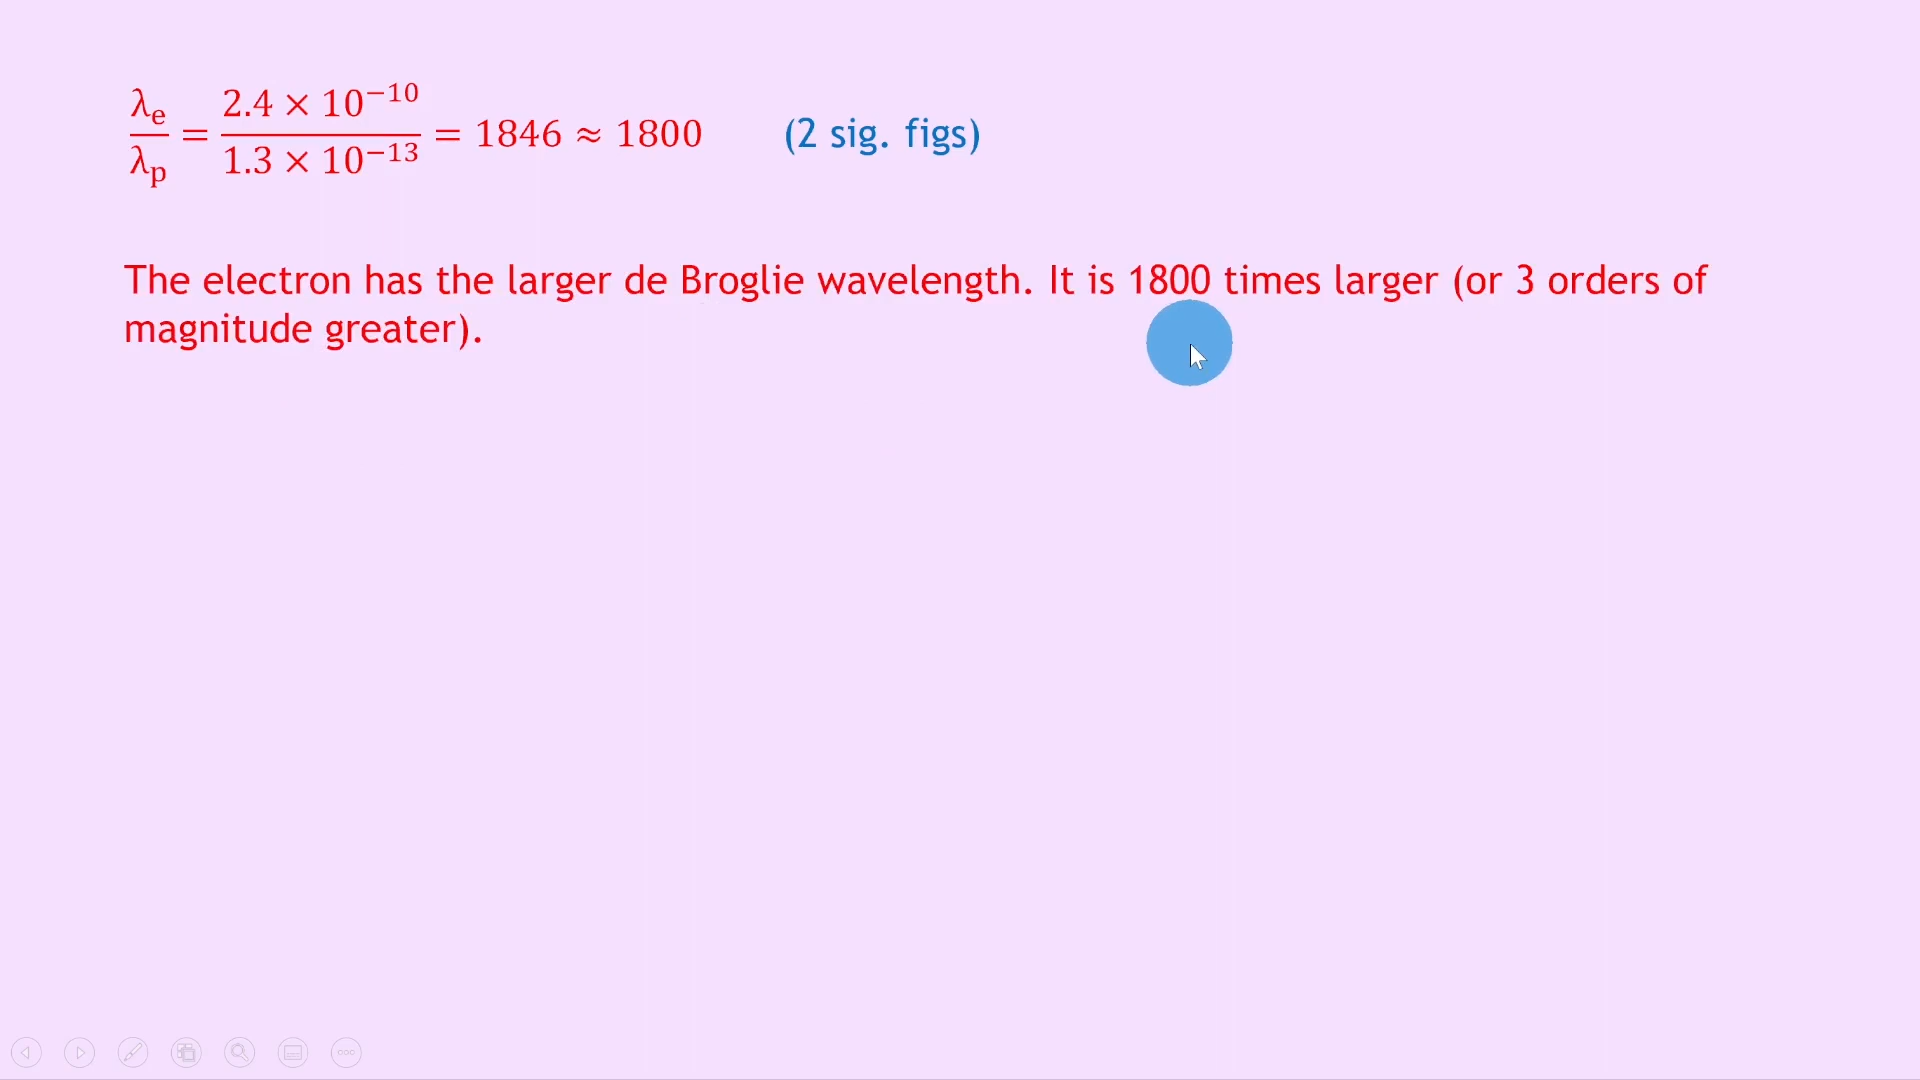 λe/λp = 2.4 × 10⁻¹⁰/1.3 × 10⁻¹³ = 1846 ≈ 1800 (2 sig. figs)
The electron has the larger de Broglie wavelength. It is 1800 times larger (or 3 orders of
magnitude greater).